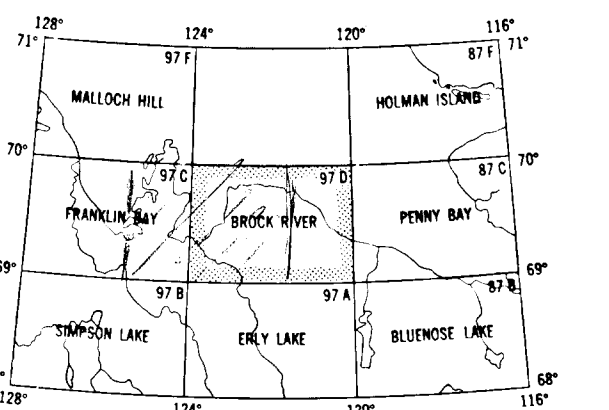 128° 124° 120° 116°
71° 97 F 87 F 71°
MALLOCH HILL HOLMAN ISLAND
70° 97 C 97 D 87 C 70°
FRANKLIN BAY BROCK RIVER PENNY BAY
69° 97 B 97 A 87 B 69°
SIMPSON LAKE ERLY LAKE BLUENOSE LAKE
68°
128° 124° 120° 116°